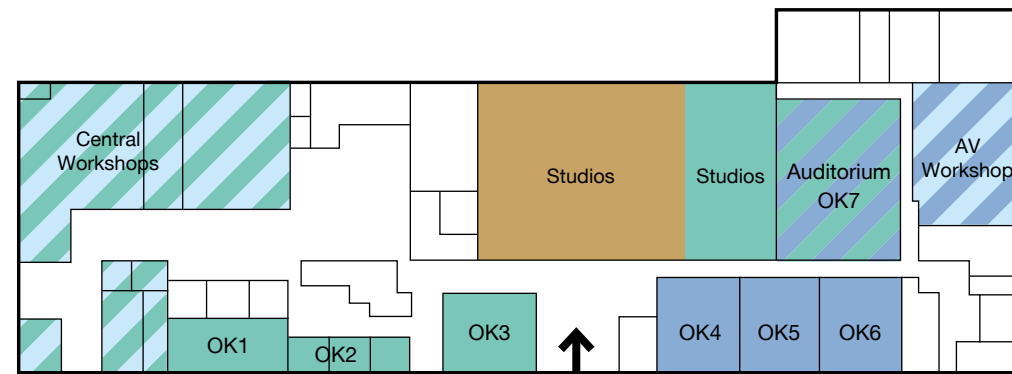 Central
Workshops
Studios
Studios
Auditorium
OK7
AV
Workshop
OK1
OK2
OK3
OK4
OK5
OK6